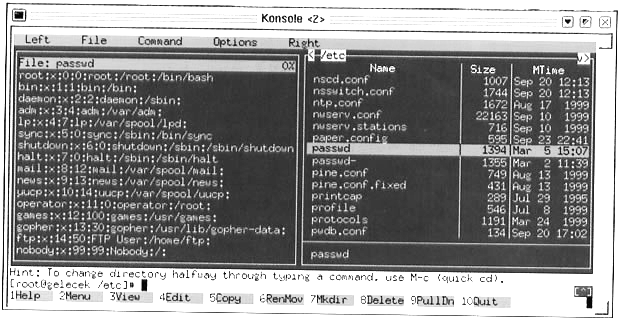 Konsole <2>
Left File Command Options Right
File: passwd 0%
root:x:0:0:root:/root:/bin/bash
bin:x:1:1:bin:/bin:
daemon:x:2:2:daemon:/sbin:
adm:x:3:4:adm:/var/adm:
lp:x:4:7:lp:/var/spool/lpd:
sync:x:5:0:sync:/sbin:/bin/sync
shutdown:x:6:0:shutdown:/sbin:/sbin/shutdown
halt:x:7:0:halt:/sbin:/sbin/halt
mail:x:8:12:mail:/var/spool/mail:
news:x:9:13:news:/var/spool/news:
uucp:x:10:14:uucp:/var/spool/uucp:
operator:x:11:0:operator:/root:
games:x:12:100:games:/usr/games:
gopher:x:13:30:gopher:/usr/lib/gopher-data:
ftp:x:14:50:FTP User:/home/ftp:
nobody:x:99:99:Nobody:/:
< /etc v>
Name Size MTime
nscd.conf 1007 Sep 20 12:13
nsswitch.conf 1744 Sep 20 12:13
ntp.conf 1672 Aug 17 1999
nwserv.conf 22163 Sep 10 1999
nwserv.stations 716 Sep 10 1999
paper.config 595 Sep 23 22:41
passwd 1394 Mar 5 15:07
passwd- 1355 Mar 2 11:39
pine.conf 749 Aug 13 1999
pine.conf.fixed 431 Aug 13 1999
printcap 289 Jul 29 1995
profile 546 Jul 8 1999
protocols 1191 Mar 24 1999
pwdb.conf 134 Sep 20 17:02
passwd
Hint: To change directory halfway through typing a command, use M-c (quick cd).
[root@gelecek /etc]# [^]
1Help 2Menu 3View 4Edit 5Copy 6RenMov 7Mkdir 8Delete 9PullDn 10Quit